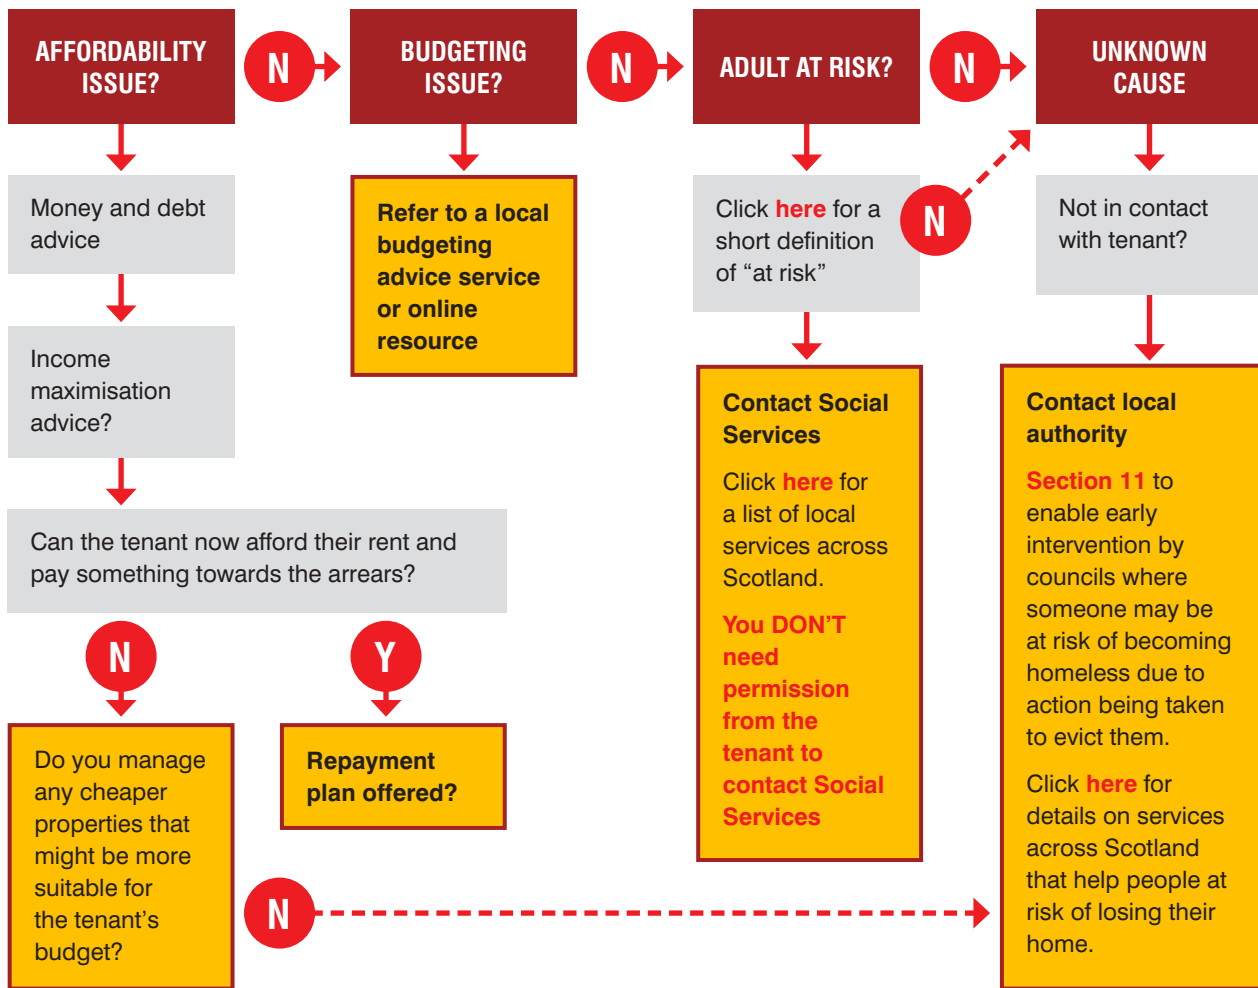 AFFORDABILITY
ISSUE?
N
BUDGETING
ISSUE?
N
ADULT AT RISK?
N
UNKNOWN
CAUSE
Money and debt
advice
Income
maximisation
advice?
Can the tenant now afford their rent and
pay something towards the arrears?
N
Y
Do you manage
any cheaper
properties that
might be more
suitable for
the tenant's
budget?
N
Repayment
plan offered?
Refer to a local
budgeting
advice service
or online
resource
Click here for a
short definition
of “at risk”
N
Contact Social
Services
Click here for
a list of local
services across
Scotland.
You DON'T
need
permission
from the
tenant to
contact Social
Services
Not in contact
with tenant?
Contact local
authority
Section 11 to
enable early
intervention by
councils where
someone may be
at risk of becoming
homeless due to
action being taken
to evict them.
Click here for
details on services
across Scotland
that help people at
risk of losing their
home.